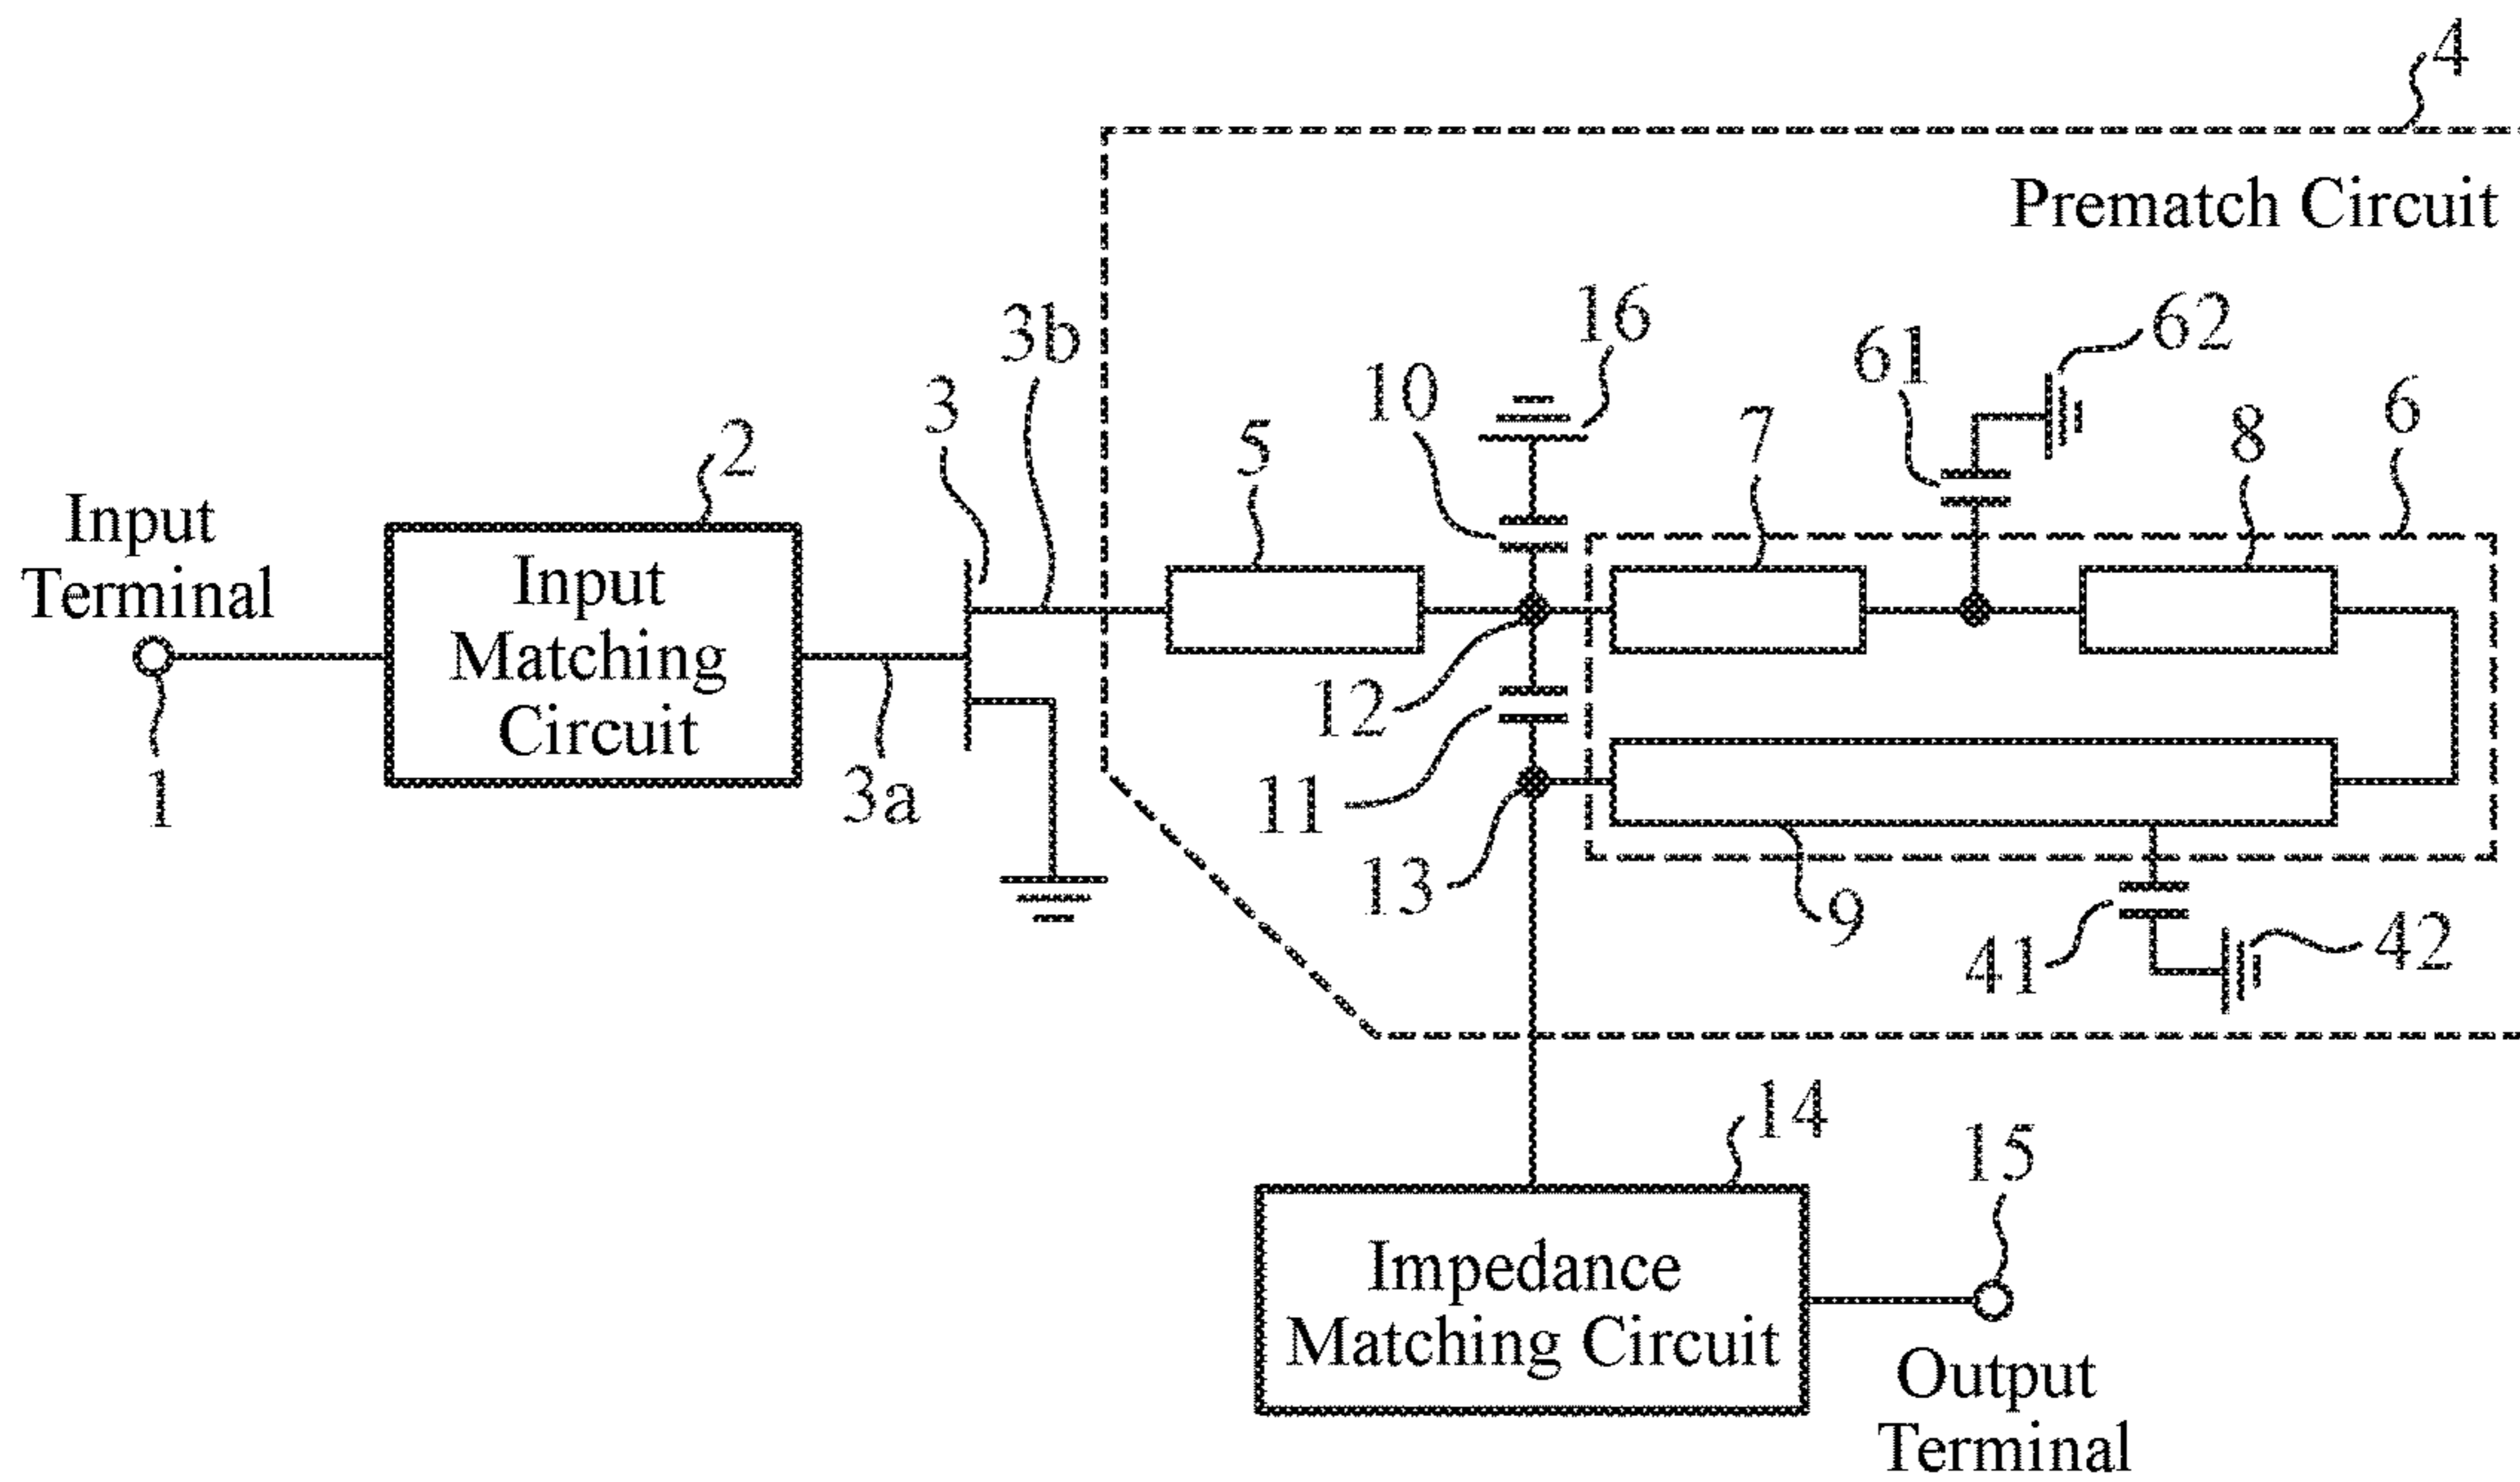 4
Prematch Circuit
16
62
3b
61
10
3
6
7
8
5
2
Input
Terminal
Input
Matching
Circuit
12
11
3a
1
13
9
41
42
14
15
Impedance
Matching Circuit
Output
Terminal